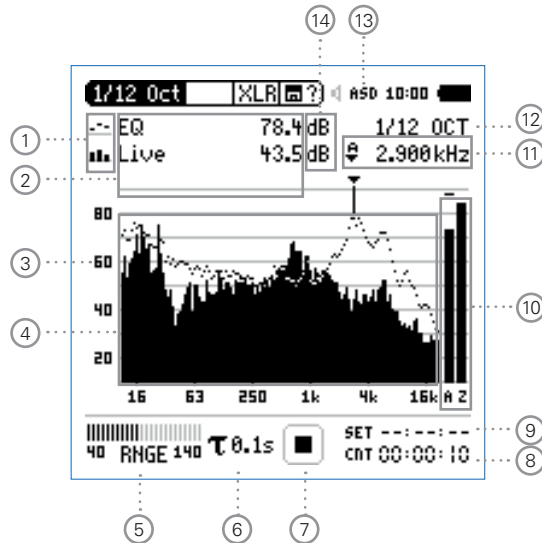 14 13
1/12 Oct XLR ? ASD 10:00
1 EQ 78.4 dB 1/12 OCT 12
Live 43.5 dB A 2.900kHz 11
2
80
3 60
4 40 10
20
16 63 250 1k 4k 16k A Z
SET --:--:-- 9
40 RNGE 140 τ 0.1s CNT 00:00:10 8
5 6 7